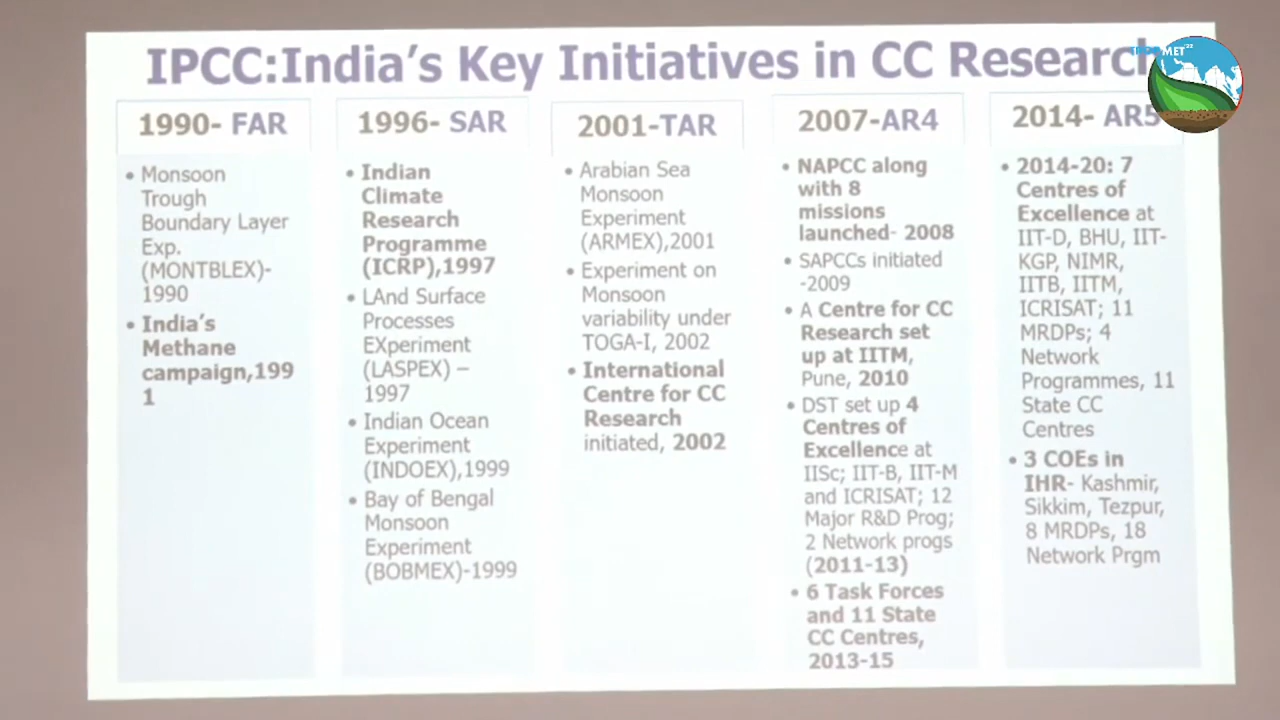 IPCC:India's Key Initiatives in CC Research
MET'22
1990- FAR
• Monsoon
Trough
Boundary Layer
Exp.
(MONTBLEX)-
1990
• India's
Methane
campaign,199
1
1996- SAR
• Indian
Climate
Research
Programme
(ICRP),1997
• LAnd Surface
Processes
EXperiment
(LASPEX) –
1997
• Indian Ocean
Experiment
(INDOEX),1999
• Bay of Bengal
Monsoon
Experiment
(BOBMEX)-1999
2001-TAR
• Arabian Sea
Monsoon
Experiment
(ARMEX),2001
• Experiment on
Monsoon
variability under
TOGA-I, 2002
• International
Centre for CC
Research
initiated, 2002
2007-AR4
• NAPCC along
with 8
missions
launched- 2008
• SAPCCs initiated
-2009
• A Centre for CC
Research set
up at IITM,
Pune, 2010
• DST set up 4
Centres of
Excellence at
IISc; IIT-B, IIT-M
and ICRISAT; 12
Major R&D Prog;
2 Network progs
(2011-13)
• 6 Task Forces
and 11 State
CC Centres,
2013-15
2014- AR5
• 2014-20: 7
Centres of
Excellence at
IIT-D, BHU, IIT-
KGP, NIMR,
IITB, IITM,
ICRISAT; 11
MRDPs; 4
Network
Programmes, 11
State CC
Centres
• 3 COEs in
IHR- Kashmir,
Sikkim, Tezpur,
8 MRDPs, 18
Network Prgm